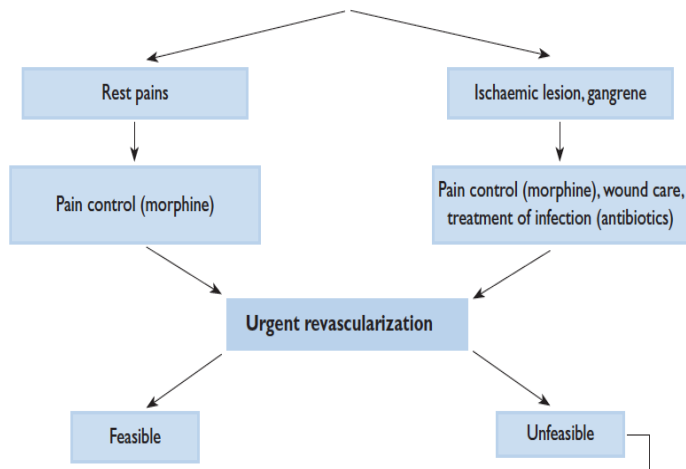 Rest pains
Ischaemic lesion, gangrene
Pain control (morphine)
Pain control (morphine), wound care,
treatment of infection (antibiotics)
Urgent revascularization
Feasible
Unfeasible